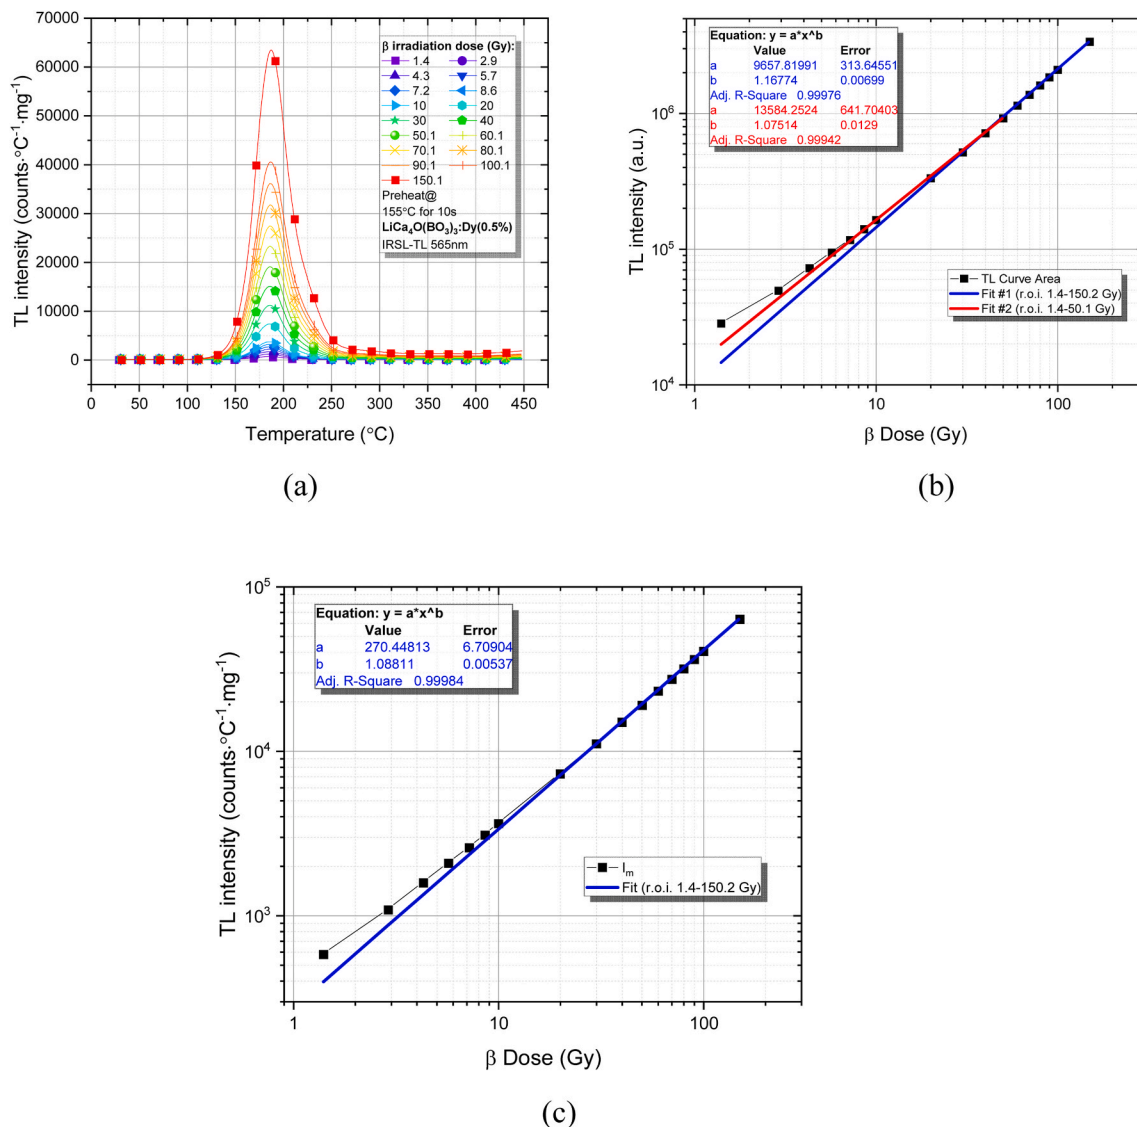 70000
60000
50000
40000
30000
20000
10000
0
TL intensity (counts·°C⁻¹·mg⁻¹)
β irradiation dose (Gy):
1.4 2.9
4.3 5.7
7.2 8.6
10 20
30 40
50.1 60.1
70.1 80.1
90.1 100.1
150.1
Preheat@
155°C for 10s
LiCa₄O(BO₃)₃:Dy(0.5%)
IRSL-TL 565nm
0 50 100 150 200 250 300 350 400 450
Temperature (°C)
(a)
Equation: y = a*x^b
Value Error
a 9657.81991 313.64551
b 1.16774 0.00699
Adj. R-Square 0.99976
a 13584.2524 641.70403
b 1.07514 0.0129
Adj. R-Square 0.99942
10⁶
10⁵
10⁴
TL intensity (a.u.)
TL Curve Area
Fit #1 (r.o.i. 1.4-150.2 Gy)
Fit #2 (r.o.i. 1.4-50.1 Gy)
1 10 100
β Dose (Gy)
(b)
10⁵
10⁴
10³
TL intensity (counts·°C⁻¹·mg⁻¹)
Equation: y = a*x^b
Value Error
a 270.44813 6.70904
b 1.08811 0.00537
Adj. R-Square 0.99984
Iₘ
Fit (r.o.i. 1.4-150.2 Gy)
1 10 100
β Dose (Gy)
(c)